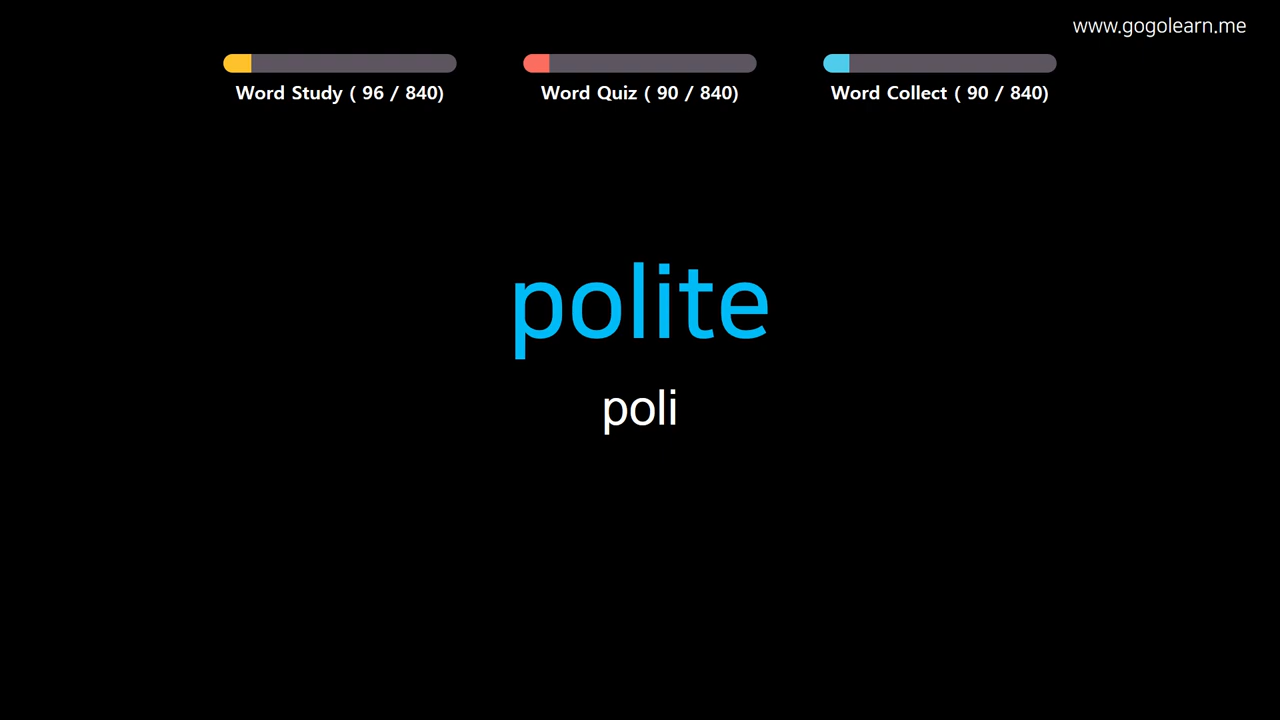 www.gogolearn.me
Word Study ( 96 / 840)
Word Quiz ( 90 / 840)
Word Collect ( 90 / 840)
polite
poli